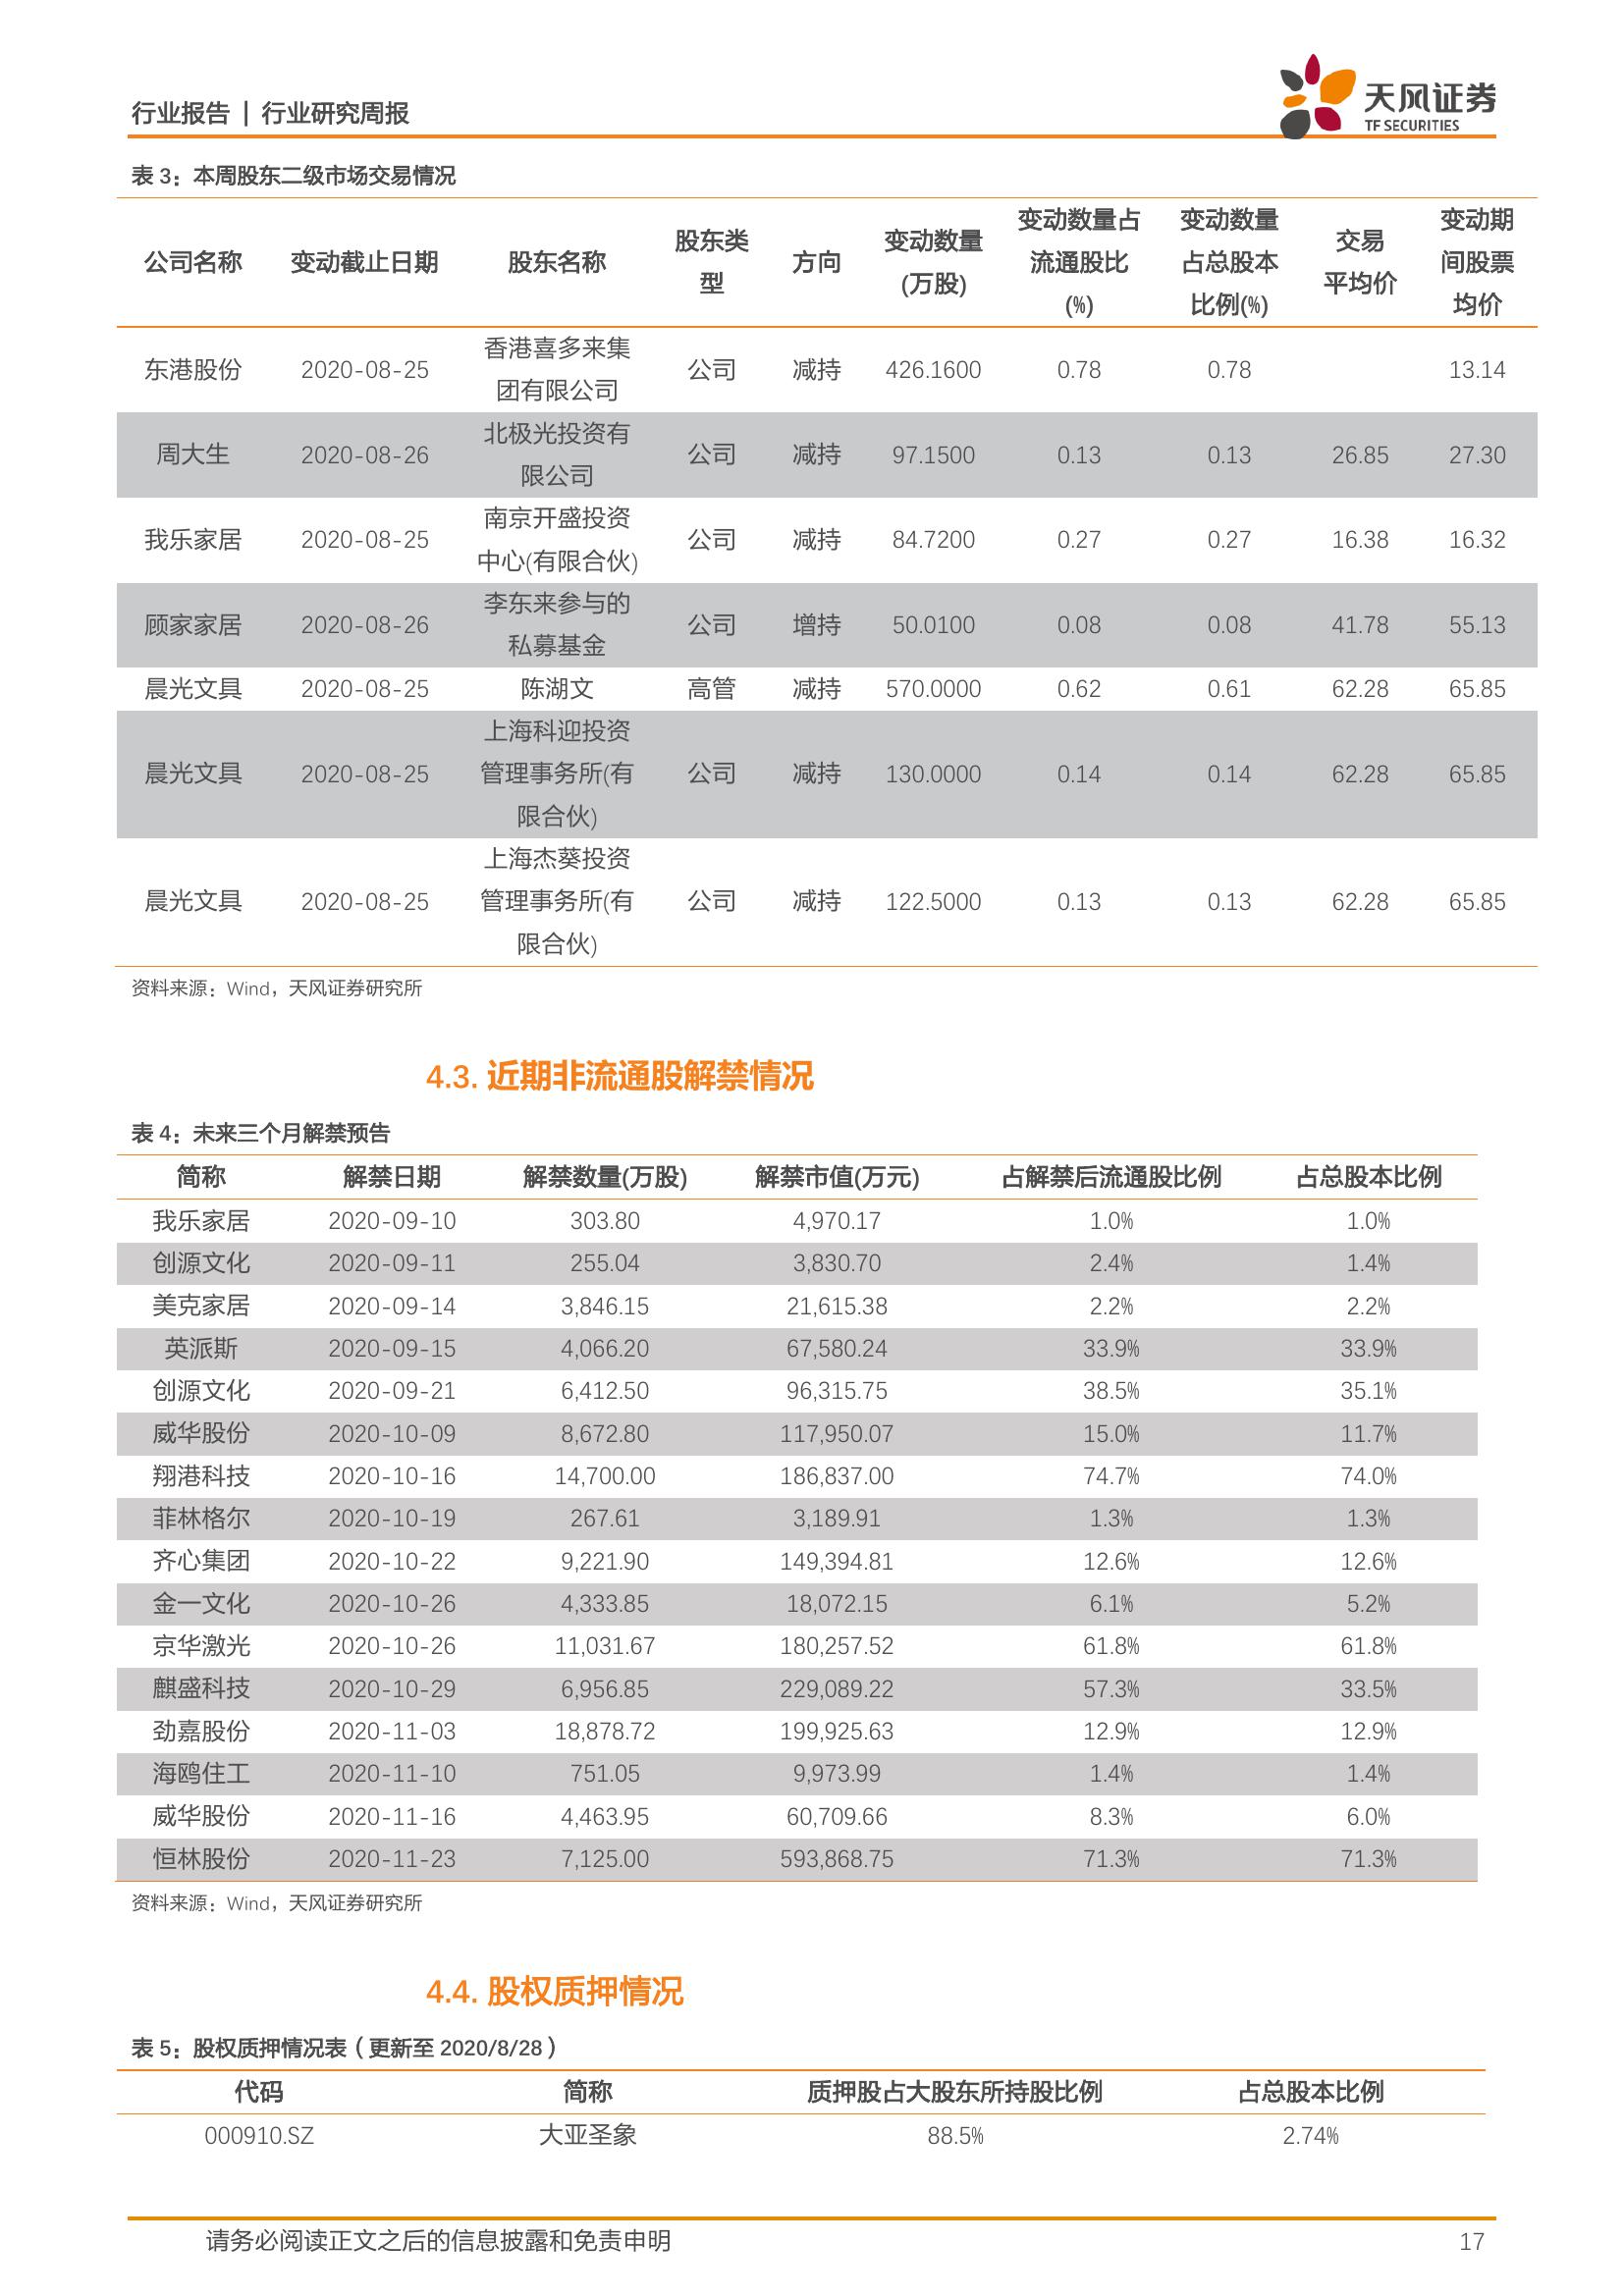 行业报告 | 行业研究周报
天风证券
TF SECURITIES
表 3：本周股东二级市场交易情况
公司名称 变动截止日期 股东名称 股东类型 方向 变动数量(万股) 变动数量占流通股比(%) 变动数量占总股本比例(%) 交易平均价 变动期间股票均价
东港股份 2020-08-25 香港喜多来集团有限公司 公司 减持 426.1600 0.78 0.78 13.14
周大生 2020-08-26 北极光投资有限公司 公司 减持 97.1500 0.13 0.13 26.85 27.30
我乐家居 2020-08-25 南京开盛投资中心(有限合伙) 公司 减持 84.7200 0.27 0.27 16.38 16.32
顾家家居 2020-08-26 李东来参与的私募基金 公司 增持 50.0100 0.08 0.08 41.78 55.13
晨光文具 2020-08-25 陈湖文 高管 减持 570.0000 0.62 0.61 62.28 65.85
晨光文具 2020-08-25 上海科迎投资管理事务所(有限合伙) 公司 减持 130.0000 0.14 0.14 62.28 65.85
晨光文具 2020-08-25 上海杰葵投资管理事务所(有限合伙) 公司 减持 122.5000 0.13 0.13 62.28 65.85
资料来源：Wind，天风证券研究所
4.3. 近期非流通股解禁情况
表 4：未来三个月解禁预告
简称 解禁日期 解禁数量(万股) 解禁市值(万元) 占解禁后流通股比例 占总股本比例
我乐家居 2020-09-10 303.80 4,970.17 1.0% 1.0%
创源文化 2020-09-11 255.04 3,830.70 2.4% 1.4%
美克家居 2020-09-14 3,846.15 21,615.38 2.2% 2.2%
英派斯 2020-09-15 4,066.20 67,580.24 33.9% 33.9%
创源文化 2020-09-21 6,412.50 96,315.75 38.5% 35.1%
威华股份 2020-10-09 8,672.80 117,950.07 15.0% 11.7%
翔港科技 2020-10-16 14,700.00 186,837.00 74.7% 74.0%
菲林格尔 2020-10-19 267.61 3,189.91 1.3% 1.3%
齐心集团 2020-10-22 9,221.90 149,394.81 12.6% 12.6%
金一文化 2020-10-26 4,333.85 18,072.15 6.1% 5.2%
京华激光 2020-10-26 11,031.67 180,257.52 61.8% 61.8%
麒盛科技 2020-10-29 6,956.85 229,089.22 57.3% 33.5%
劲嘉股份 2020-11-03 18,878.72 199,925.63 12.9% 12.9%
海鸥住工 2020-11-10 751.05 9,973.99 1.4% 1.4%
威华股份 2020-11-16 4,463.95 60,709.66 8.3% 6.0%
恒林股份 2020-11-23 7,125.00 593,868.75 71.3% 71.3%
资料来源：Wind，天风证券研究所
4.4. 股权质押情况
表 5：股权质押情况表（更新至 2020/8/28）
代码 简称 质押股占大股东所持股比例 占总股本比例
000910.SZ 大亚圣象 88.5% 2.74%
请务必阅读正文之后的信息披露和免责申明 17